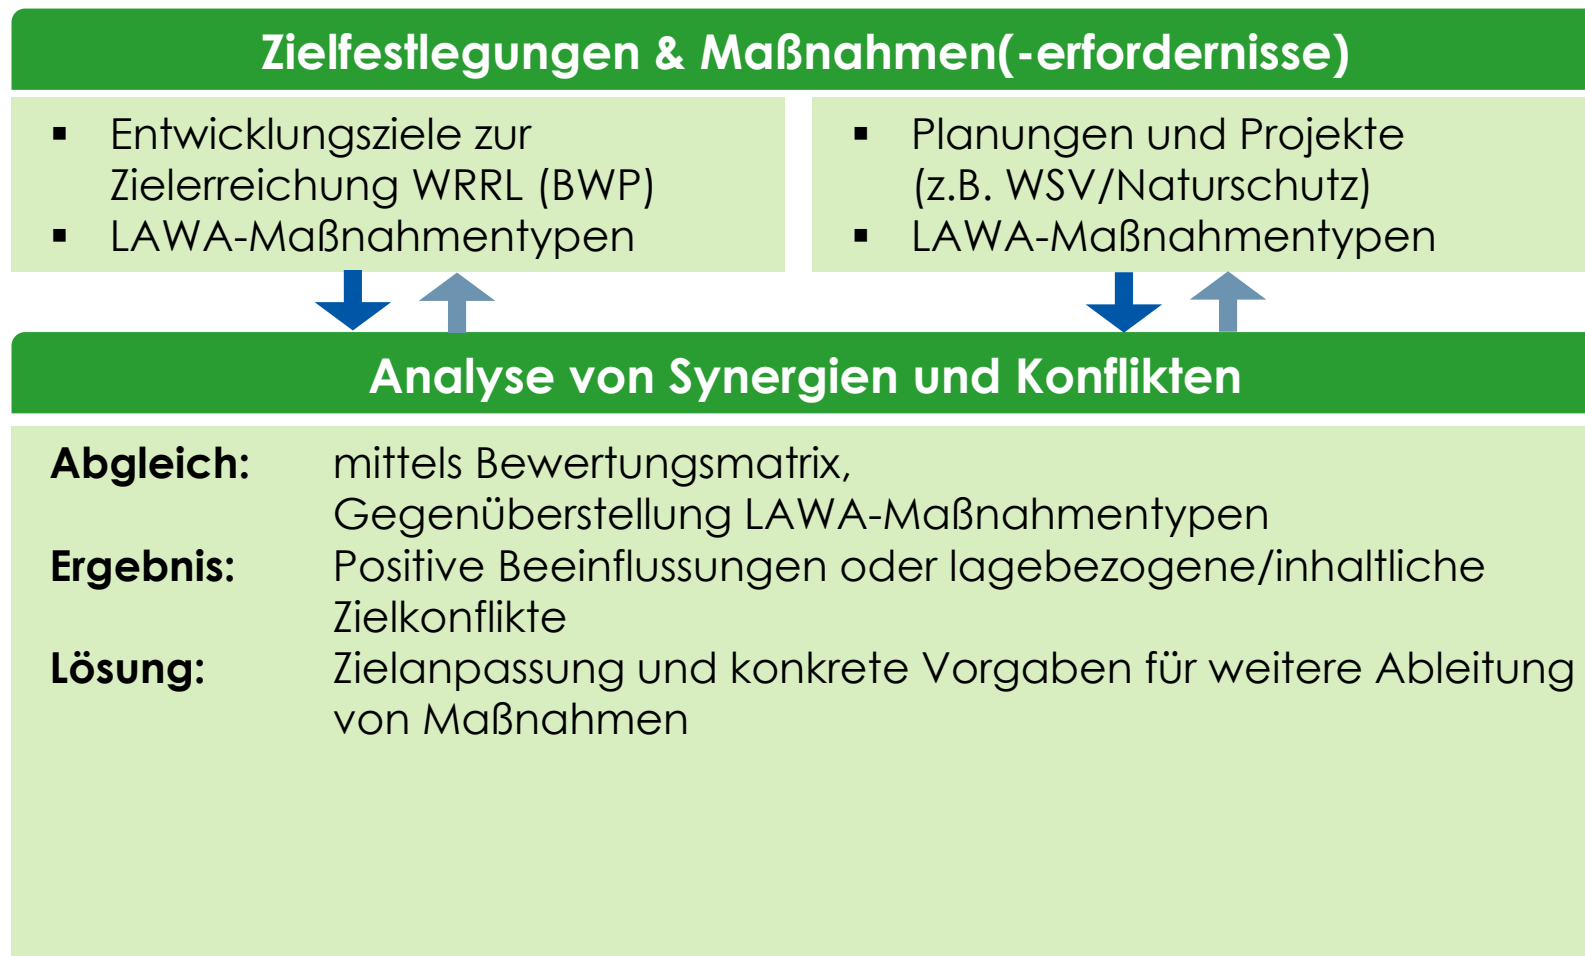 Zielfestlegungen & Maßnahmen(-erfordernisse)
▪ Entwicklungsziele zur
Zielerreichung WRRL (BWP)
▪ LAWA-Maßnahmentypen
▪ Planungen und Projekte
(z.B. WSV/Naturschutz)
▪ LAWA-Maßnahmentypen
Analyse von Synergien und Konflikten
Abgleich: mittels Bewertungsmatrix,
Gegenüberstellung LAWA-Maßnahmentypen
Ergebnis: Positive Beeinflussungen oder lagebezogene/inhaltliche
Zielkonflikte
Lösung: Zielanpassung und konkrete Vorgaben für weitere Ableitung
von Maßnahmen